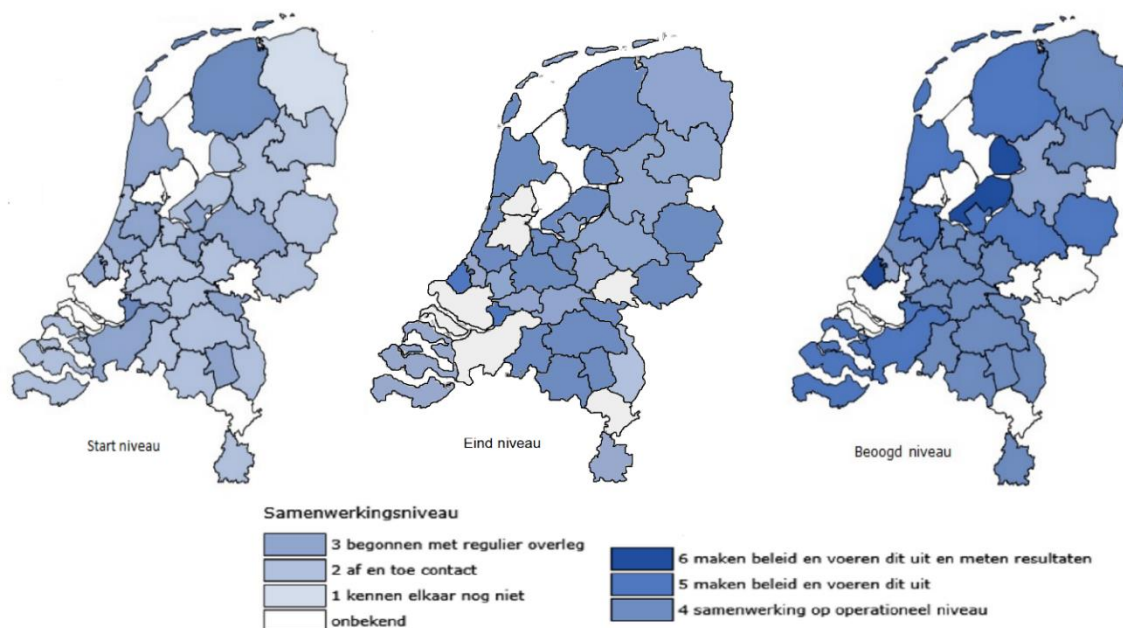 Start niveau
Eind niveau
Beoogd niveau
Samenwerkingsniveau
3 begonnen met regulier overleg
2 af en toe contact
1 kennen elkaar nog niet
onbekend
6 maken beleid en voeren dit uit en meten resultaten
5 maken beleid en voeren dit uit
4 samenwerking op operationeel niveau